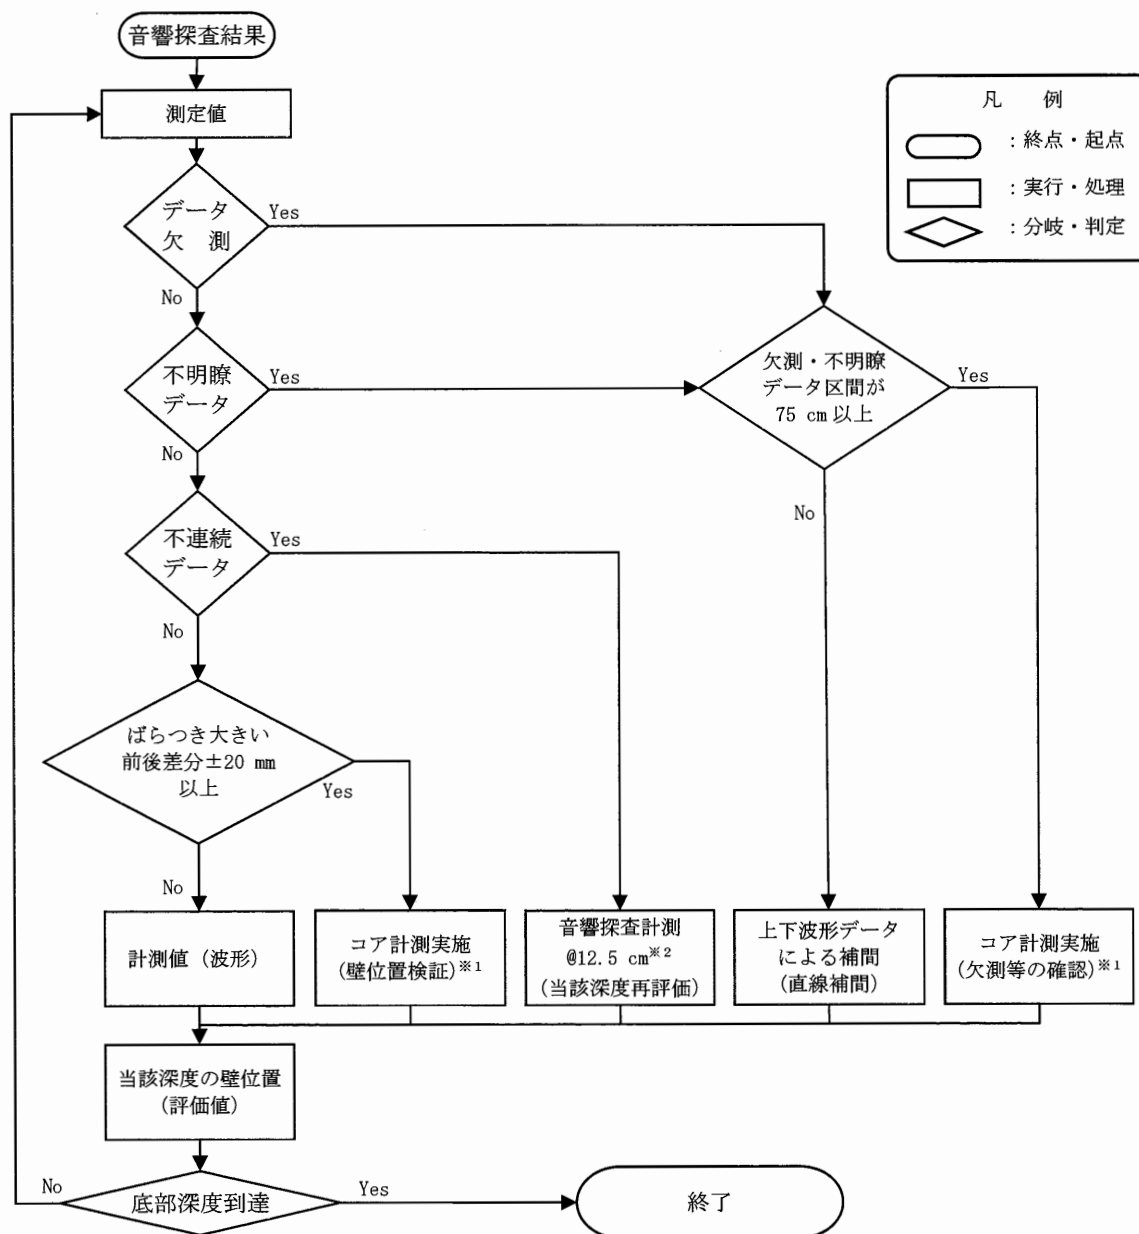 音響探査結果
測定値
凡　例
：終点・起点
：実行・処理
：分岐・判定
データ
欠　測
Yes
No
不明瞭
データ
Yes
No
欠測・不明瞭
データ区間が
75 cm 以上
Yes
No
不連続
データ
Yes
No
ばらつき大きい
前後差分±20 mm
以上
Yes
No
計測値（波形）
コア計測実施
（壁位置検証）※1
音響探査計測
@12.5 cm※2
（当該深度再評価）
上下波形データ
による補間
（直線補間）
コア計測実施
（欠測等の確認）※1
当該深度の壁位置
（評価値）
No
底部深度到達
Yes
終了